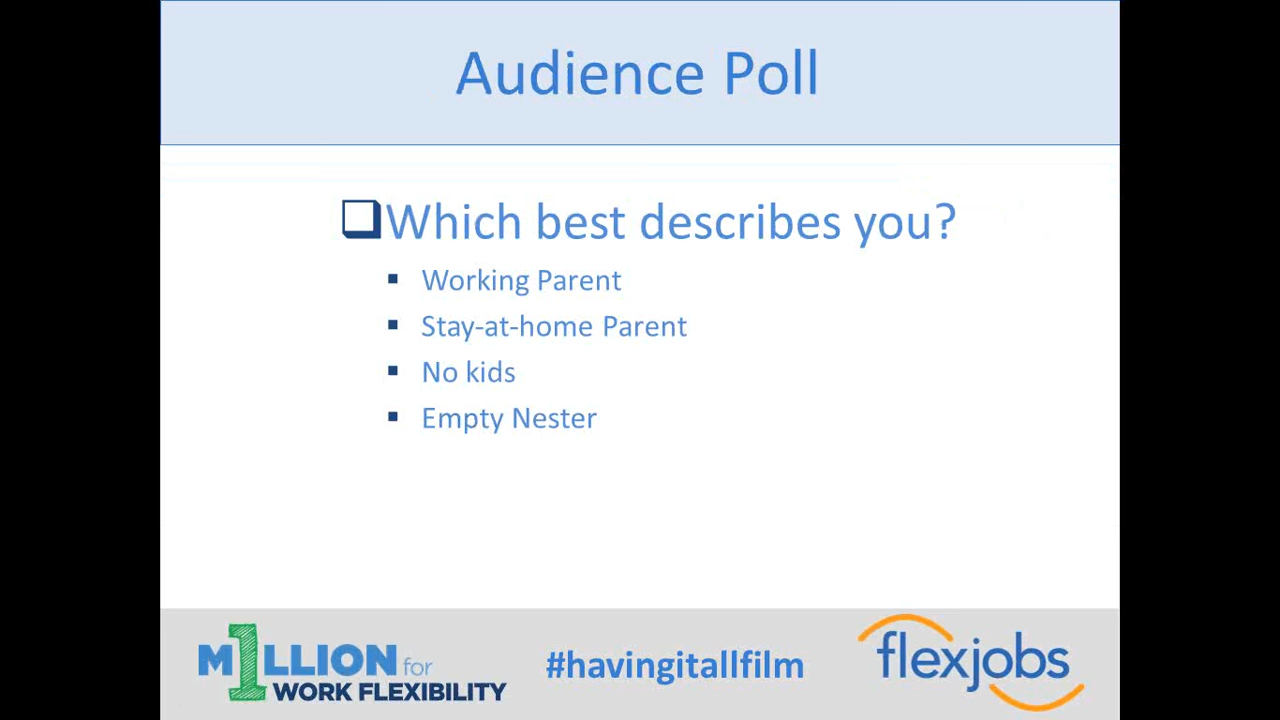 Audience Poll
Which best describes you?
Working Parent
Stay-at-home Parent
No kids
Empty Nester
M1LLION for
WORK FLEXIBILITY
#havingitallfilm
flexjobs